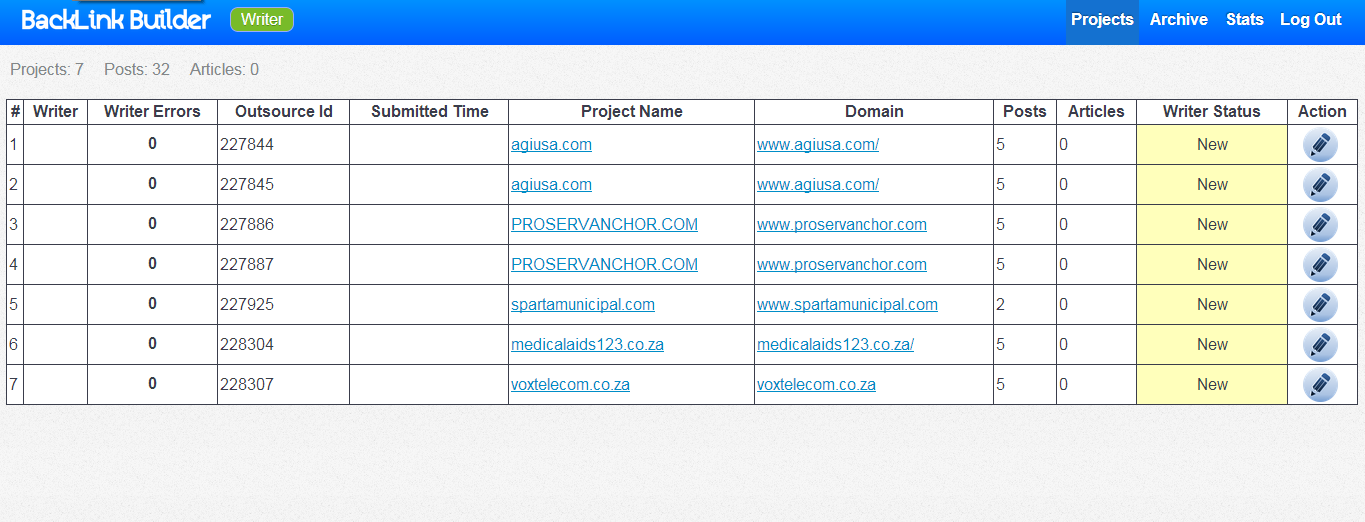 BackLink Builder Writer Projects Archive Stats Log Out
Projects: 7 Posts: 32 Articles: 0
# Writer Writer Errors Outsource Id Submitted Time Project Name Domain Posts Articles Writer Status Action
1 0 227844 agiusa.com www.agiusa.com/ 5 0 New
2 0 227845 agiusa.com www.agiusa.com/ 5 0 New
3 0 227886 PROSERVANCHOR.COM www.proservanchor.com 5 0 New
4 0 227887 PROSERVANCHOR.COM www.proservanchor.com 5 0 New
5 0 227925 spartamunicipal.com www.spartamunicipal.com 2 0 New
6 0 228304 medicalaids123.co.za medicalaids123.co.za/ 5 0 New
7 0 228307 voxtelecom.co.za voxtelecom.co.za 5 0 New